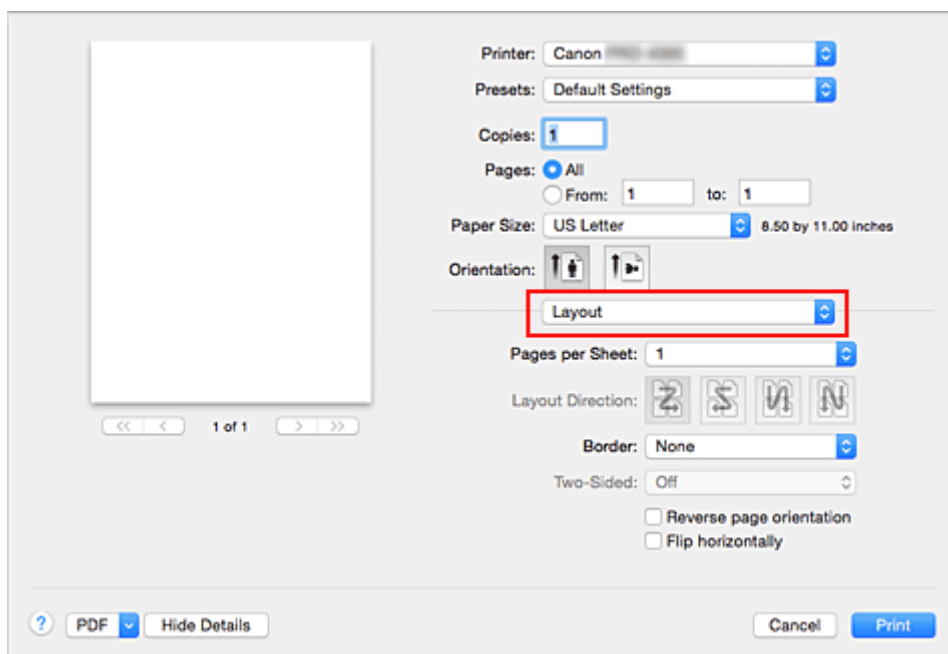 Printer: Canon
Presets: Default Settings
Copies: 1
Pages: All
From: 1 to: 1
Paper Size: US Letter 8.50 by 11.00 inches
Orientation:
Layout
Pages per Sheet: 1
Layout Direction:
1 of 1
Border: None
Two-Sided: Off
Reverse page orientation
Flip horizontally
? PDF Hide Details Cancel Print